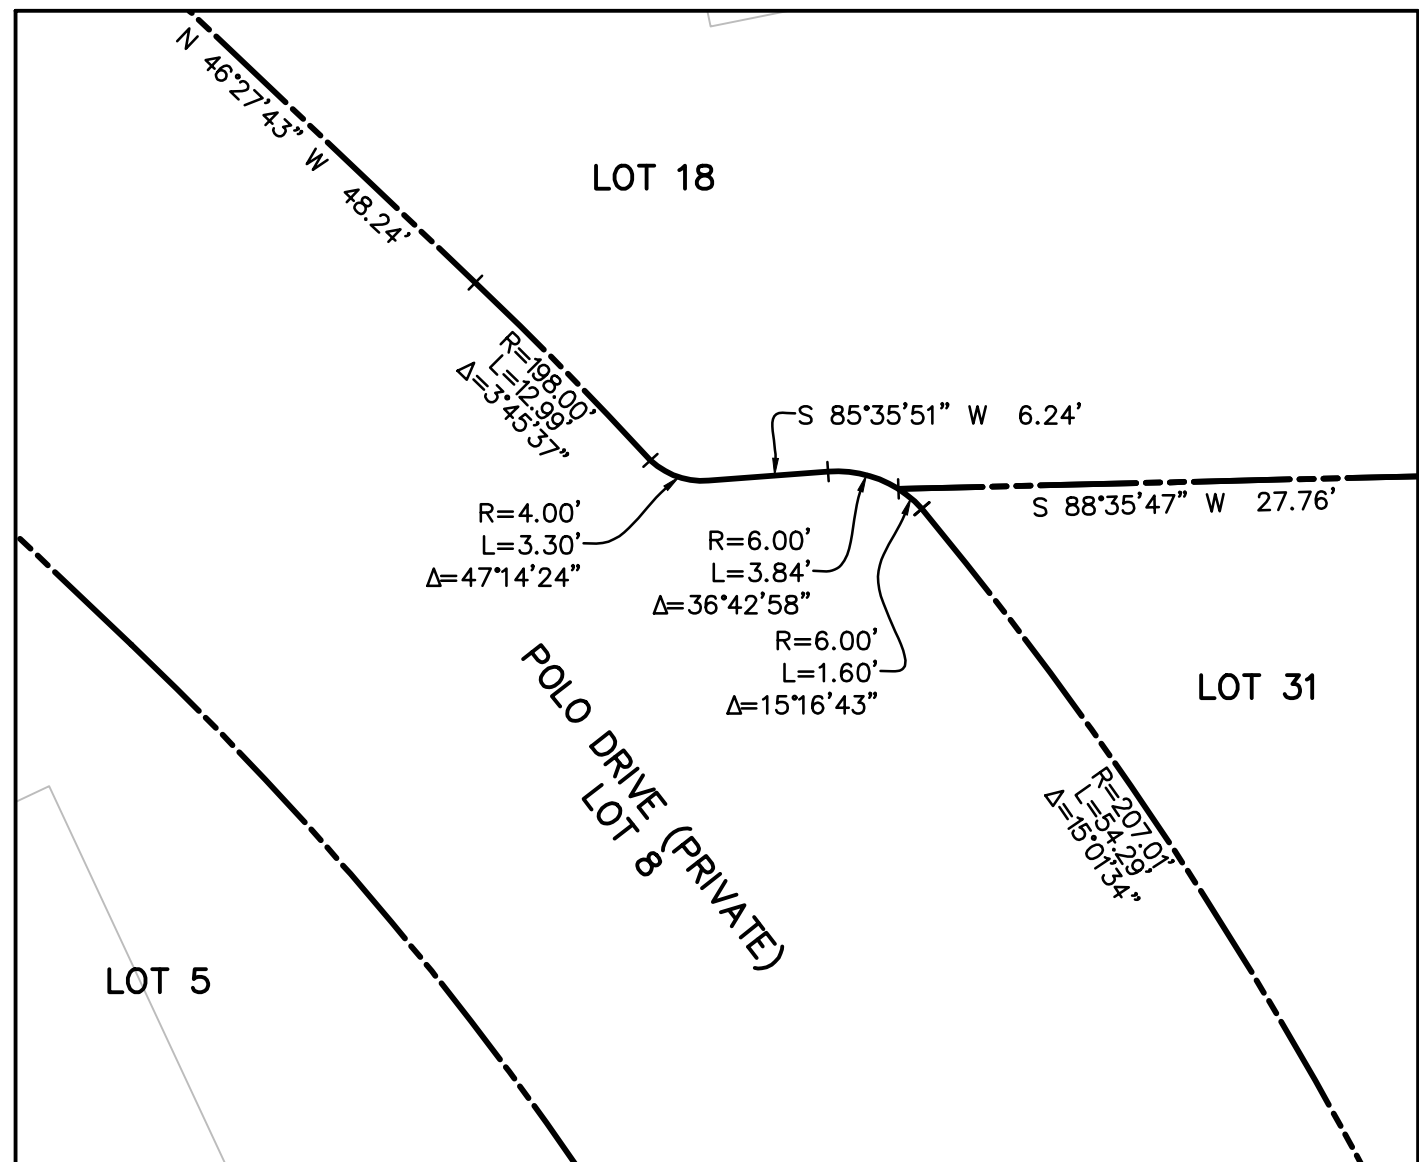 N 46°27'43" W 48.24'
LOT 18
R=198.00'
L=12.99'
Δ=3°45'37"
S 85°35'51" W 6.24'
S 88°35'47" W 27.76'
R=4.00'
L=3.30'
Δ=47°14'24"
R=6.00'
L=3.84'
Δ=36°42'58"
R=6.00'
L=1.60'
Δ=15°16'43"
LOT 31
POLO DRIVE (PRIVATE)
LOT 8
R=207.01'
L=54.29'
Δ=15°01'34"
LOT 5